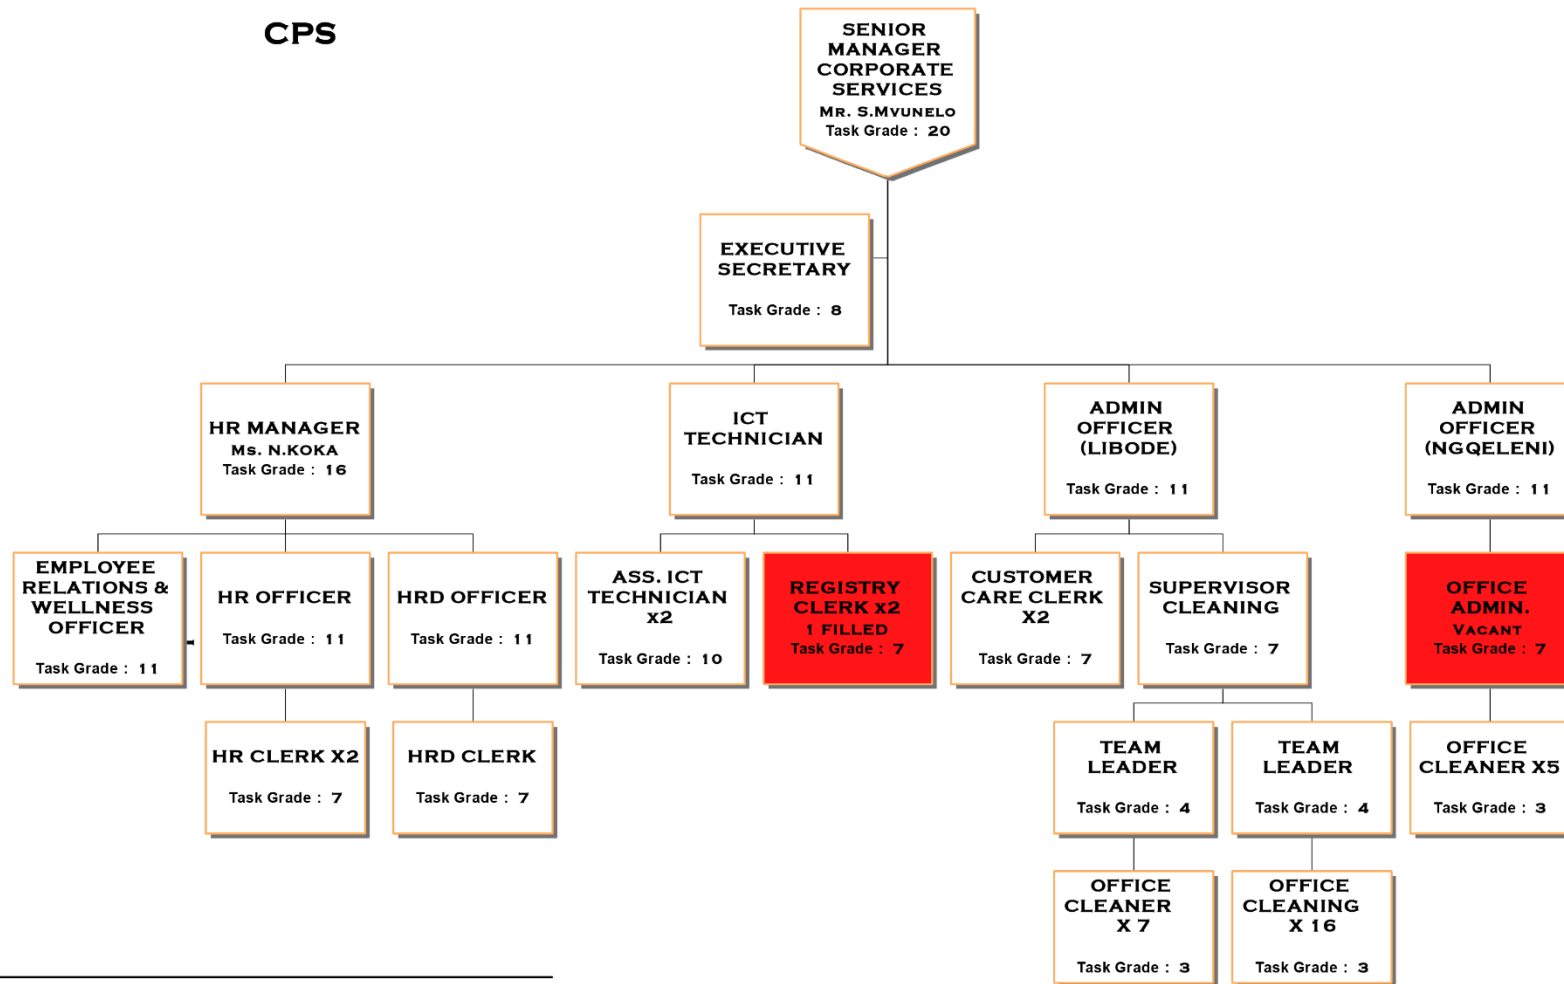 CPS
SENIOR
MANAGER
CORPORATE
SERVICES
MR. S.MVUNELO
Task Grade : 20
EXECUTIVE
SECRETARY
Task Grade : 8
HR MANAGER
Ms. N.KOKA
Task Grade : 16
ICT
TECHNICIAN
Task Grade : 11
ADMIN
OFFICER
(LIBODE)
Task Grade : 11
ADMIN
OFFICER
(NGQELENI)
Task Grade : 11
EMPLOYEE
RELATIONS &
WELLNESS
OFFICER
Task Grade : 11
HR OFFICER
Task Grade : 11
HRD OFFICER
Task Grade : 11
ASS. ICT
TECHNICIAN
x2
Task Grade : 10
REGISTRY
CLERK x2
1 FILLED
Task Grade : 7
CUSTOMER
CARE CLERK
X2
Task Grade : 7
SUPERVISOR
CLEANING
Task Grade : 7
OFFICE
ADMIN.
VACANT
Task Grade : 7
HR CLERK X2
Task Grade : 7
HRD CLERK
Task Grade : 7
TEAM
LEADER
Task Grade : 4
TEAM
LEADER
Task Grade : 4
OFFICE
CLEANER X5
Task Grade : 3
OFFICE
CLEANER
X 7
Task Grade : 3
OFFICE
CLEANING
X 16
Task Grade : 3